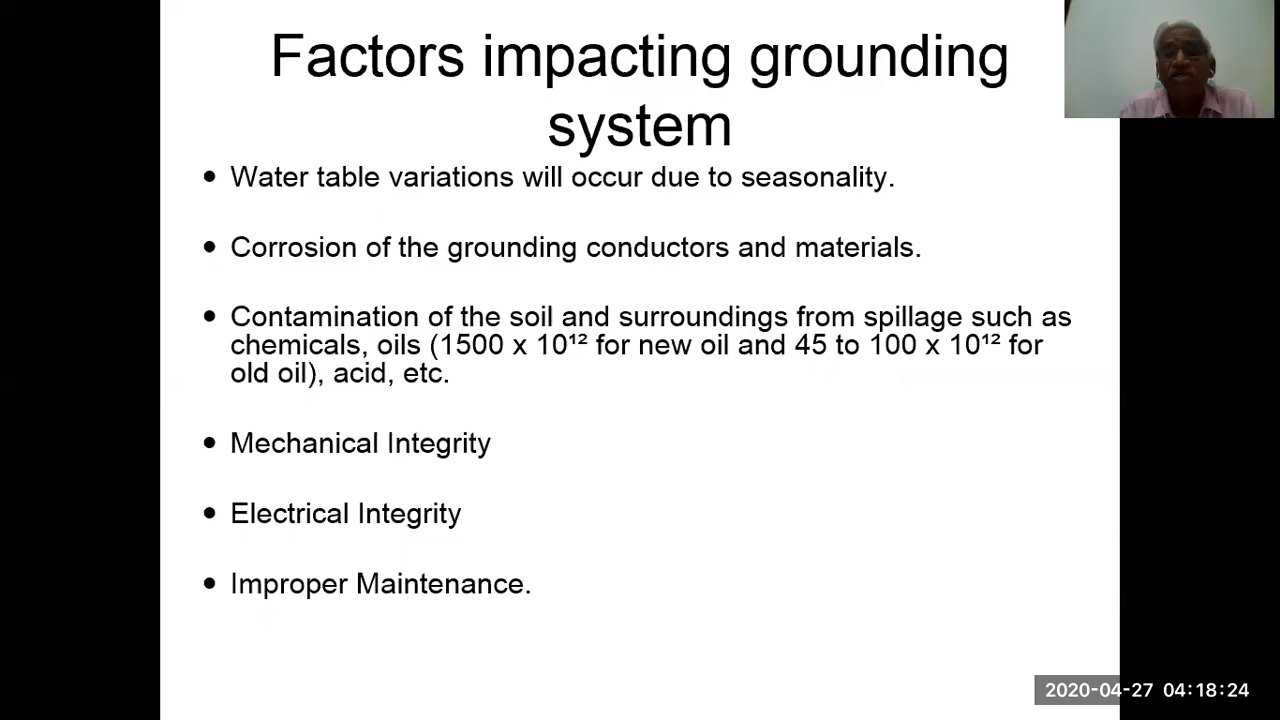 Factors impacting grounding
system
• Water table variations will occur due to seasonality.
• Corrosion of the grounding conductors and materials.
• Contamination of the soil and surroundings from spillage such as
chemicals, oils (1500 x 10¹² for new oil and 45 to 100 x 10¹² for
old oil), acid, etc.
• Mechanical Integrity
• Electrical Integrity
• Improper Maintenance.
2020-04-27 04:18:24